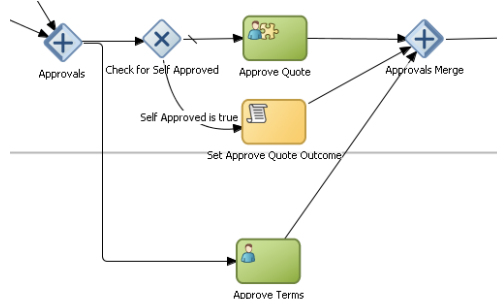 Approvals
Check for Self Approved
Approve Quote
Approvals Merge
Self Approved is true
Set Approve Quote Outcome
Approve Terms